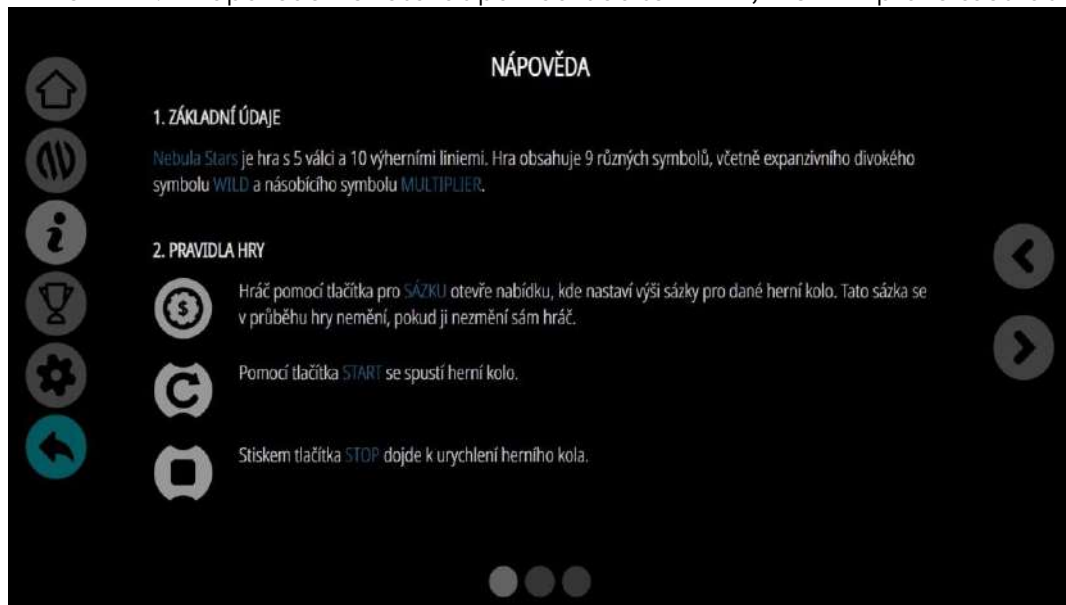 NÁPOVĚDA
1. ZÁKLADNÍ ÚDAJE
Nebula Stars je hra s 5 válci a 10 výherními liniemi. Hra obsahuje 9 různých symbolů, včetně expanzivního divokého
symbolu WILD a násobícího symbolu MULTIPLIER.
2. PRAVIDLA HRY
Hráč pomocí tlačítka pro SÁZKU otevře nabídku, kde nastaví výši sázky pro dané herní kolo. Tato sázka se
v průběhu hry nemění, pokud ji nezmění sám hráč.
Pomocí tlačítka START se spustí herní kolo.
Stiskem tlačítka STOP dojde k urychlení herního kola.